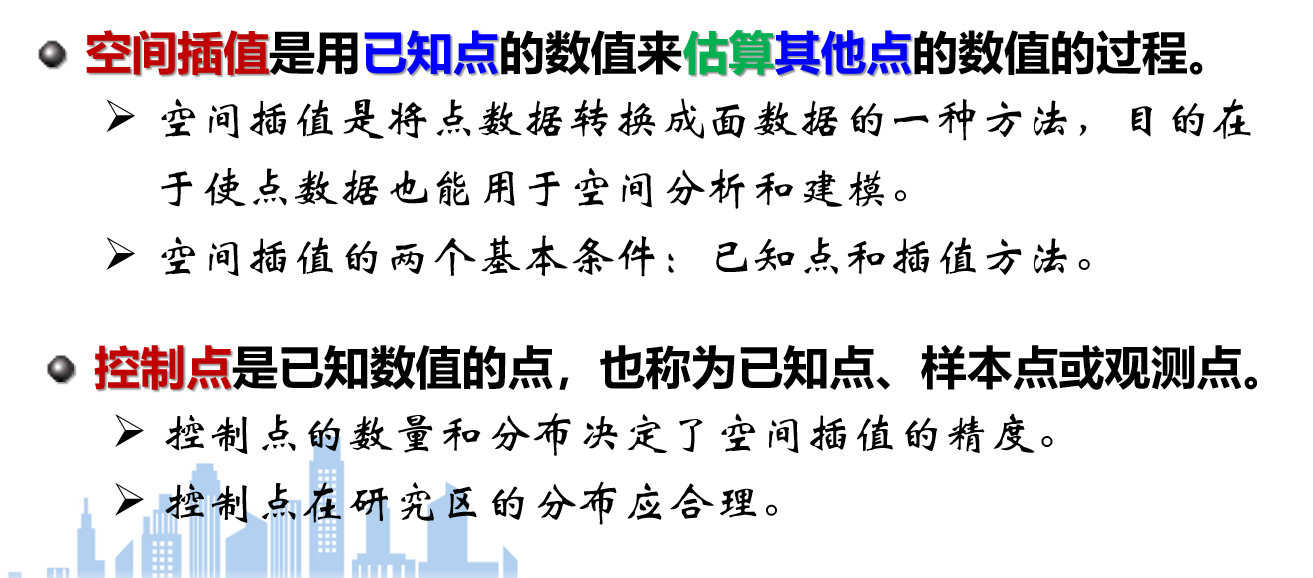 空间插值是用已知点的数值来估算其他点的数值的过程。
空间插值是将点数据转换成面数据的一种方法，目的在
于使点数据也能用于空间分析和建模。
空间插值的两个基本条件：已知点和插值方法。
控制点是已知数值的点，也称为已知点、样本点或观测点。
控制点的数量和分布决定了空间插值的精度。
控制点在研究区的分布应合理。